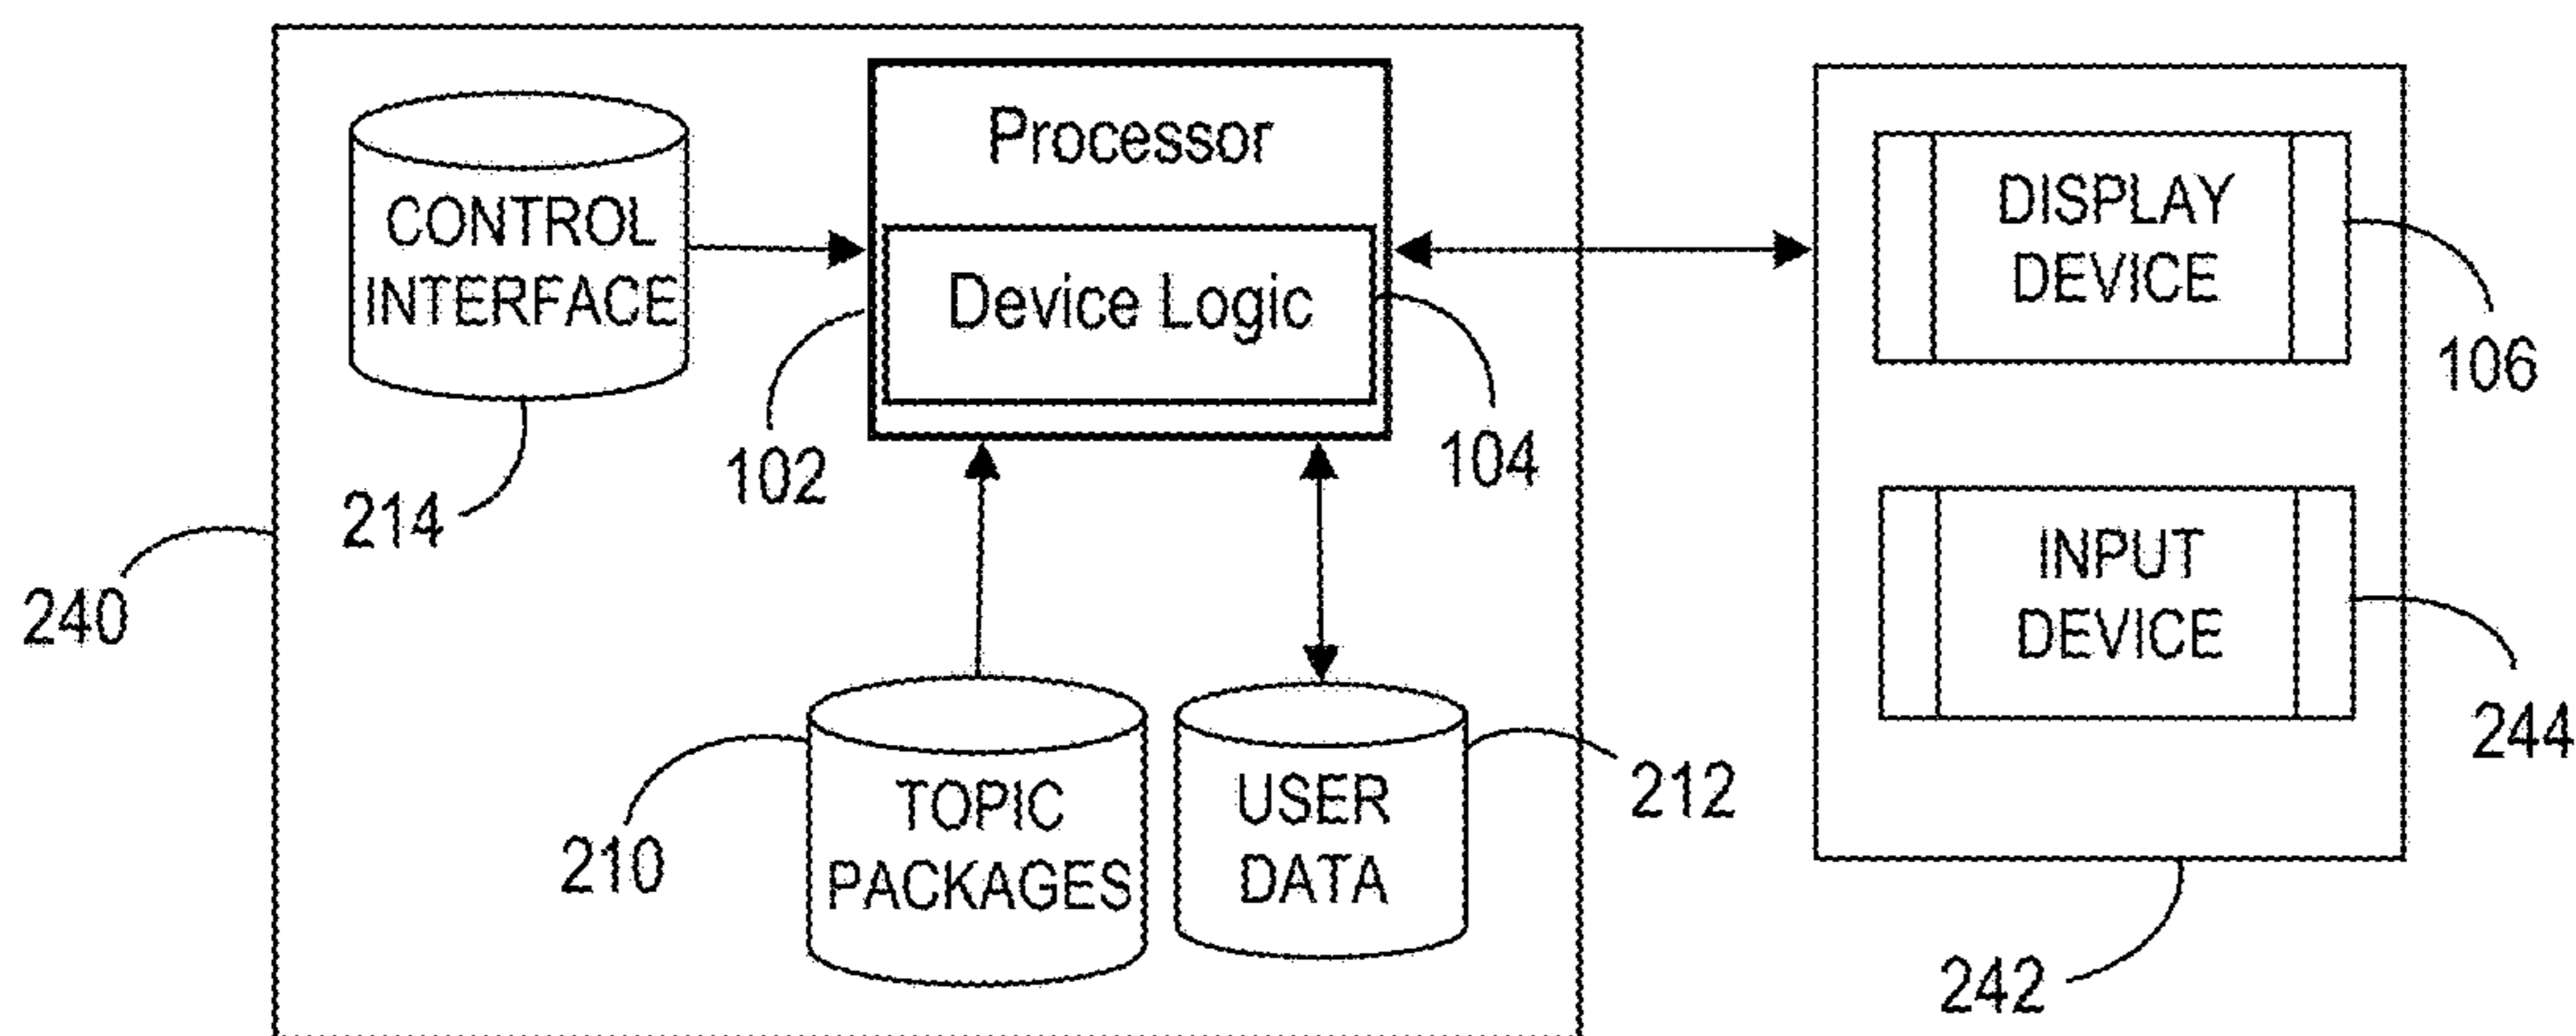 Processor
CONTROL
INTERFACE
Device Logic
DISPLAY
DEVICE
106
102
104
214
240
INPUT
DEVICE
244
TOPIC
PACKAGES
210
USER
DATA
212
242